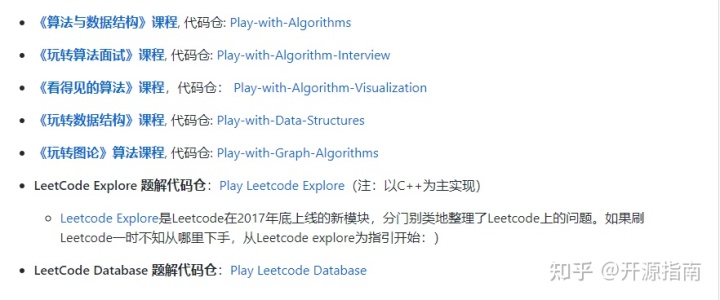 《算法与数据结构》课程, 代码仓: Play-with-Algorithms
《玩转算法面试》课程, 代码仓: Play-with-Algorithm-Interview
《看得见的算法》课程，代码仓： Play-with-Algorithm-Visualization
《玩转数据结构》课程, 代码仓: Play-with-Data-Structures
《玩转图论》算法课程, 代码仓: Play-with-Graph-Algorithms
LeetCode Explore 题解代码仓：Play Leetcode Explore（注：以C++为主实现）
Leetcode Explore是Leetcode在2017年底上线的新模块，分门别类地整理了Leetcode上的问题。如果刷
Leetcode一时不知从哪里下手，从Leetcode explore为指引开始：）
LeetCode Database 题解代码仓：Play Leetcode Database
知乎 @开源指南